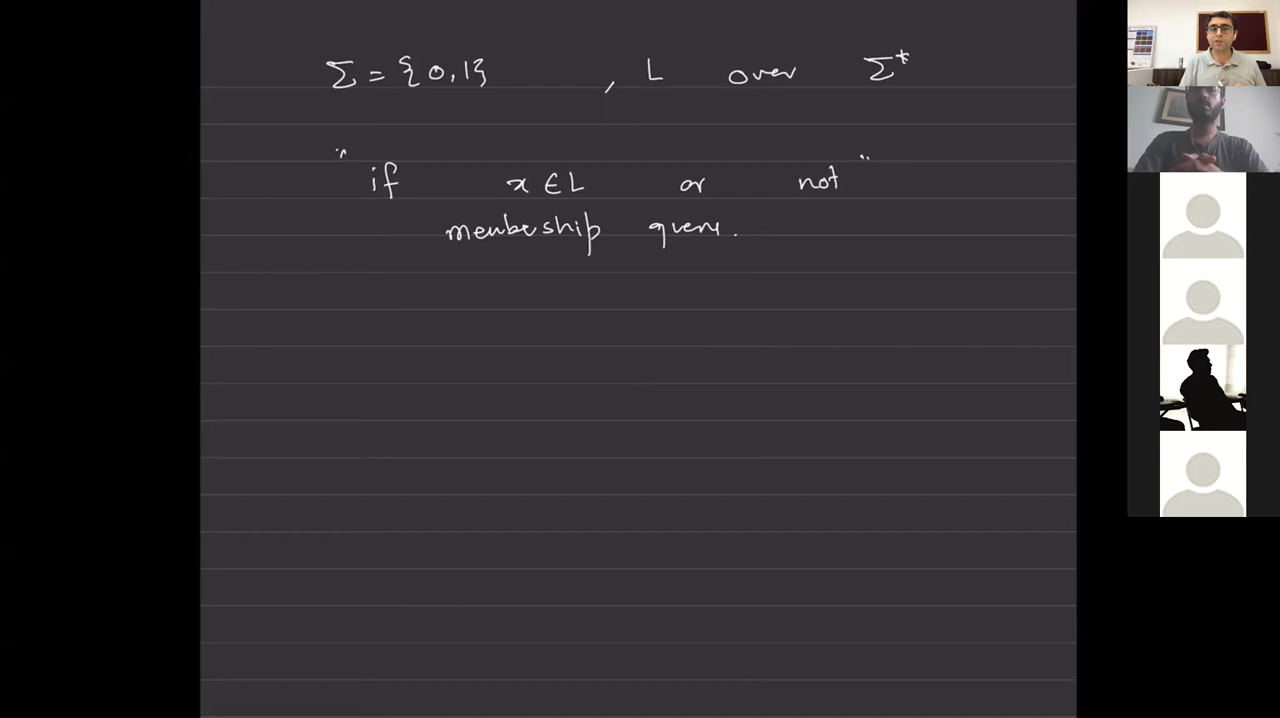 Σ = {0,1} , L over Σ*
" if x ∈ L or not "
membership query.